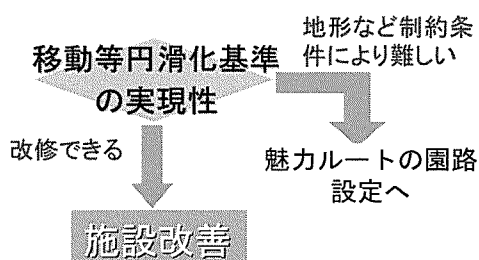 地形など制約条
件により難しい
移動等円滑化基準
の実現性
改修できる
魅力ルートの園路
設定へ
施設改善